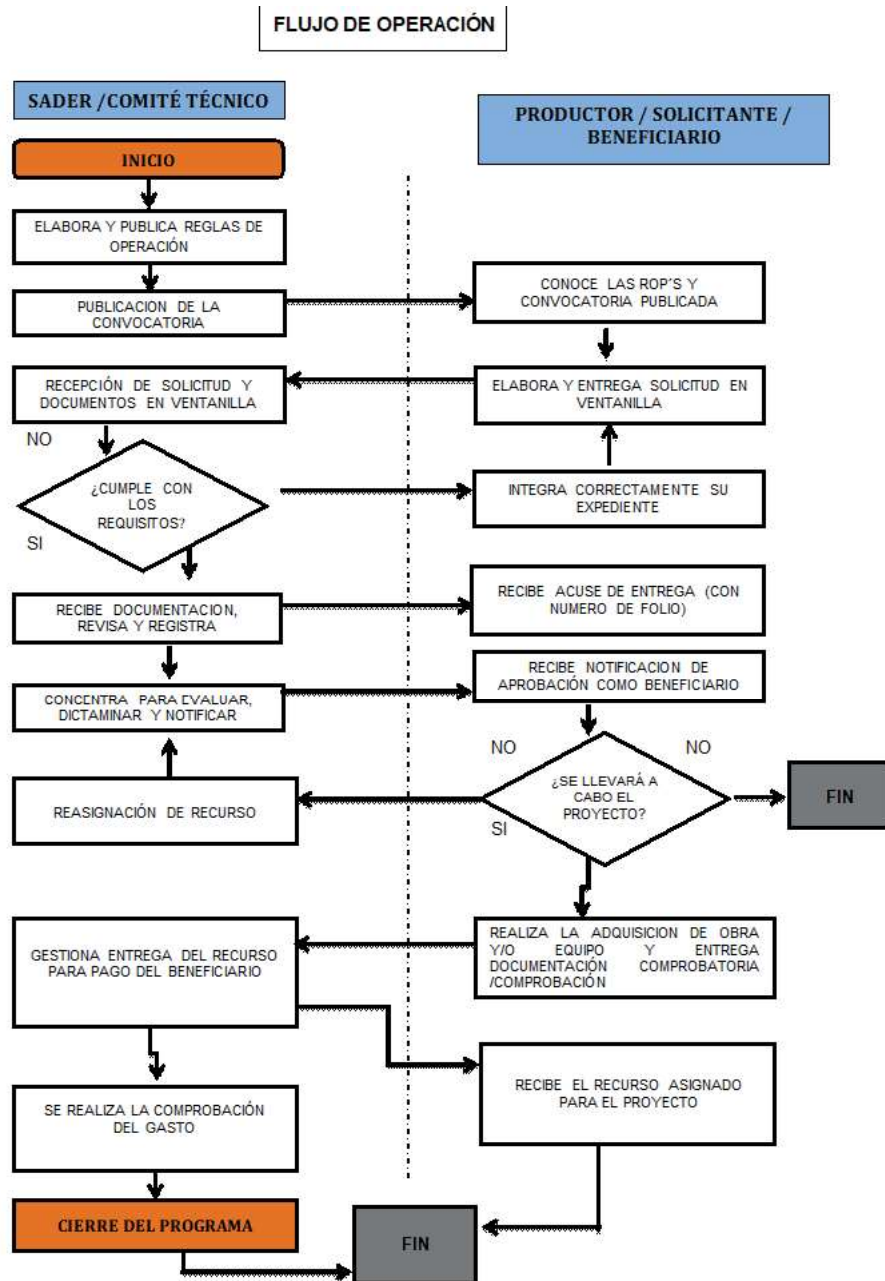 FLUJO DE OPERACIÓN
SADER /COMITÉ TÉCNICO
PRODUCTOR / SOLICITANTE /
BENEFICIARIO
INICIO
ELABORA Y PUBLICA REGLAS DE
OPERACIÓN
PUBLICACION DE LA
CONVOCATORIA
CONOCE LAS ROP´S Y
CONVOCATORIA PUBLICADA
RECEPCIÓN DE SOLICITUD Y
DOCUMENTOS EN VENTANILLA
ELABORA Y ENTREGA SOLICITUD EN
VENTANILLA
NO
¿CUMPLE CON
LOS
REQUISITOS?
SI
INTEGRA CORRECTAMENTE SU
EXPEDIENTE
RECIBE DOCUMENTACION,
REVISA Y REGISTRA
RECIBE ACUSE DE ENTREGA (CON
NUMERO DE FOLIO)
CONCENTRA PARA EVALUAR,
DICTAMINAR Y NOTIFICAR
RECIBE NOTIFICACION DE
APROBACIÓN COMO BENEFICIARIO
NO
NO
¿SE LLEVARÁ A
CABO EL
PROYECTO?
SI
FIN
REASIGNACIÓN DE RECURSO
GESTIONA ENTREGA DEL RECURSO
PARA PAGO DEL BENEFICIARIO
REALIZA LA ADQUISICION DE OBRA
Y/O EQUIPO Y ENTREGA
DOCUMENTACIÓN COMPROBATORIA
/COMPROBACIÓN
SE REALIZA LA COMPROBACIÓN
DEL GASTO
RECIBE EL RECURSO ASIGNADO
PARA EL PROYECTO
CIERRE DEL PROGRAMA
FIN